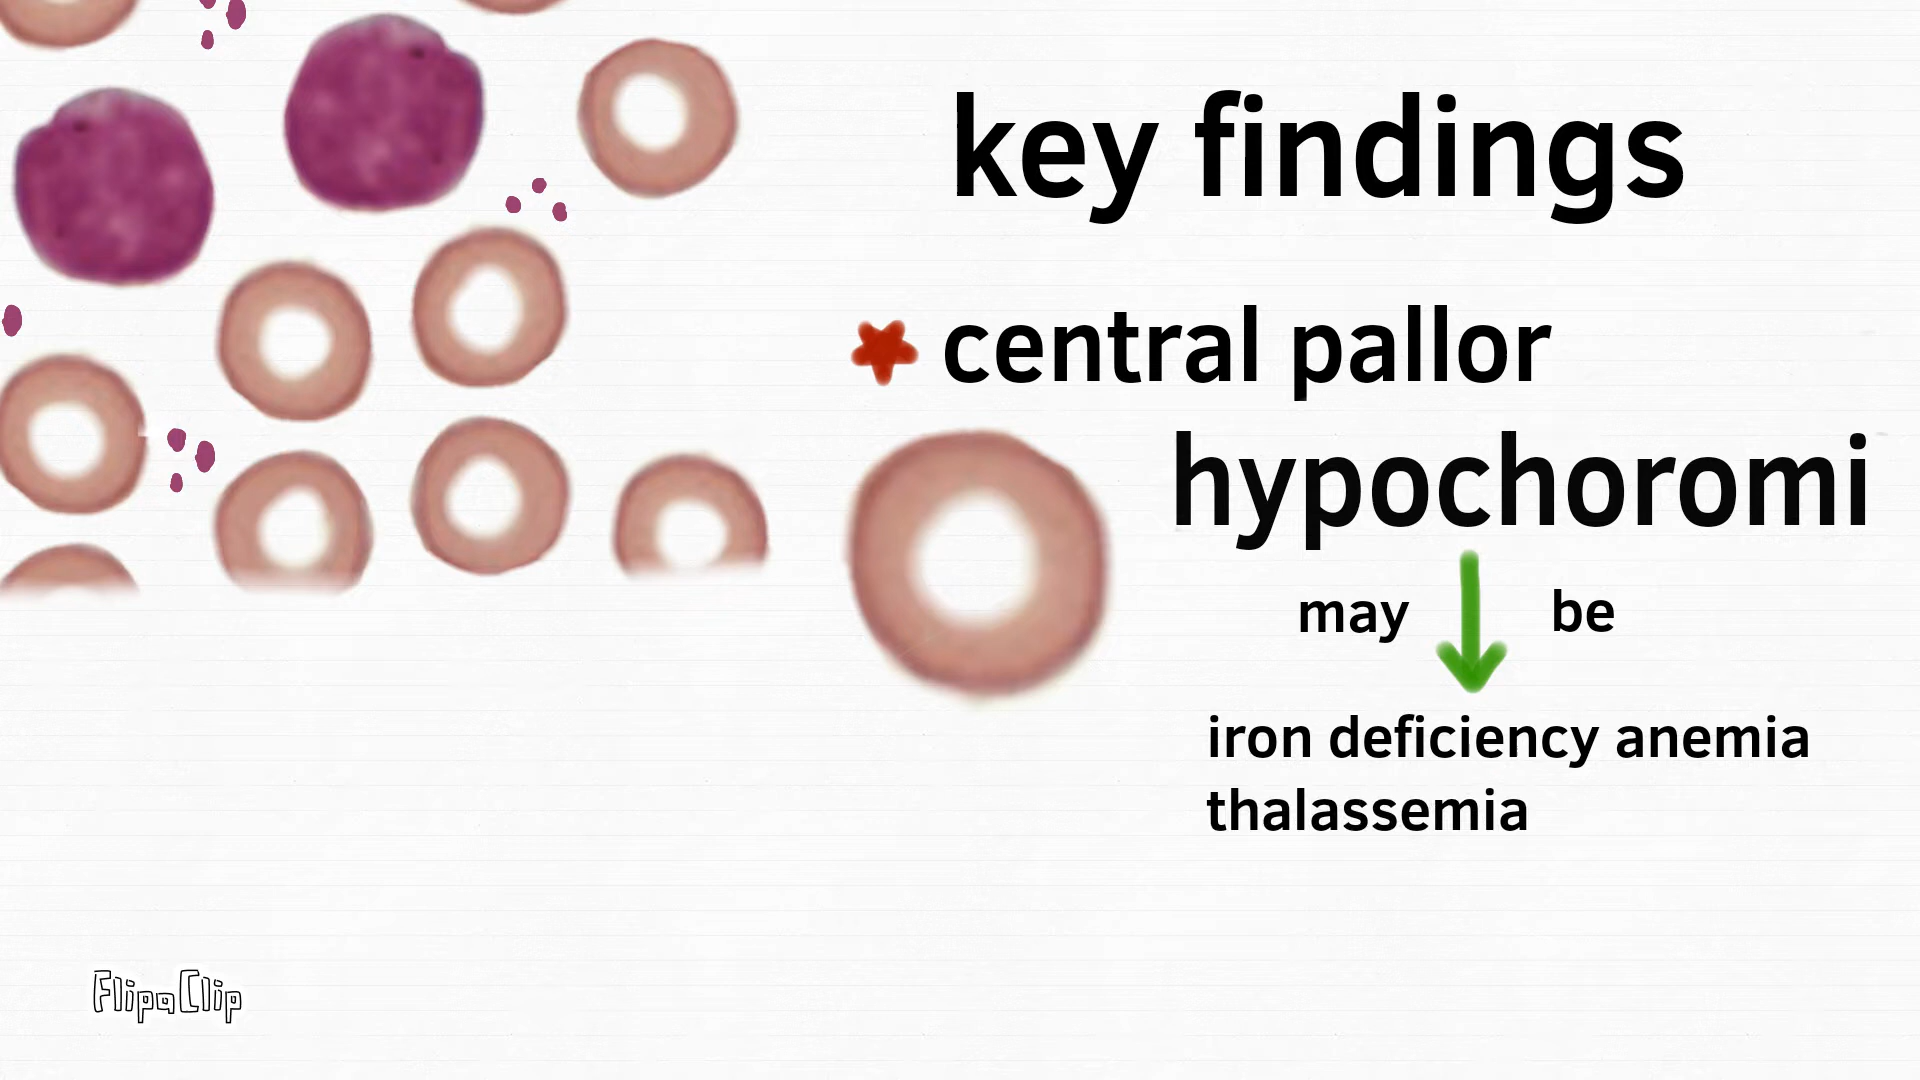 key findings
central pallor
hypochoromi
may be
iron deficiency anemia
thalassemia
FlipaClip